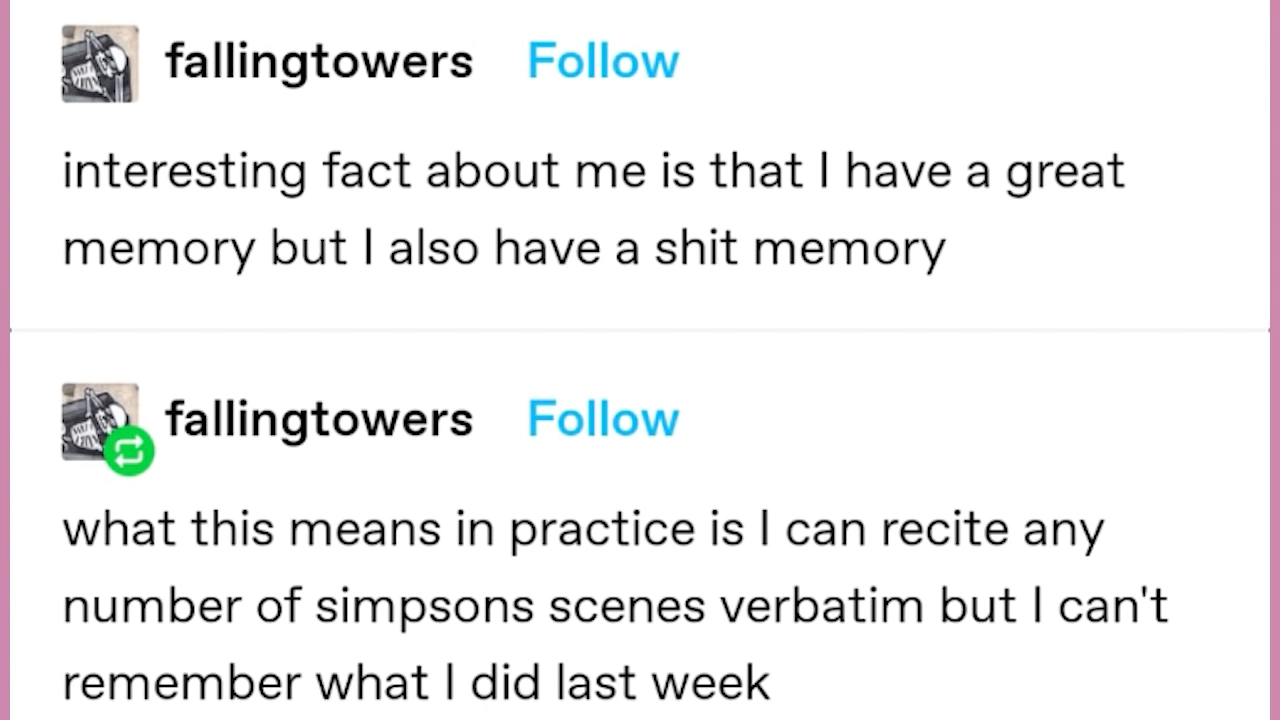 fallingtowers Follow
interesting fact about me is that I have a great
memory but I also have a shit memory
fallingtowers Follow
what this means in practice is I can recite any
number of simpsons scenes verbatim but I can't
remember what I did last week